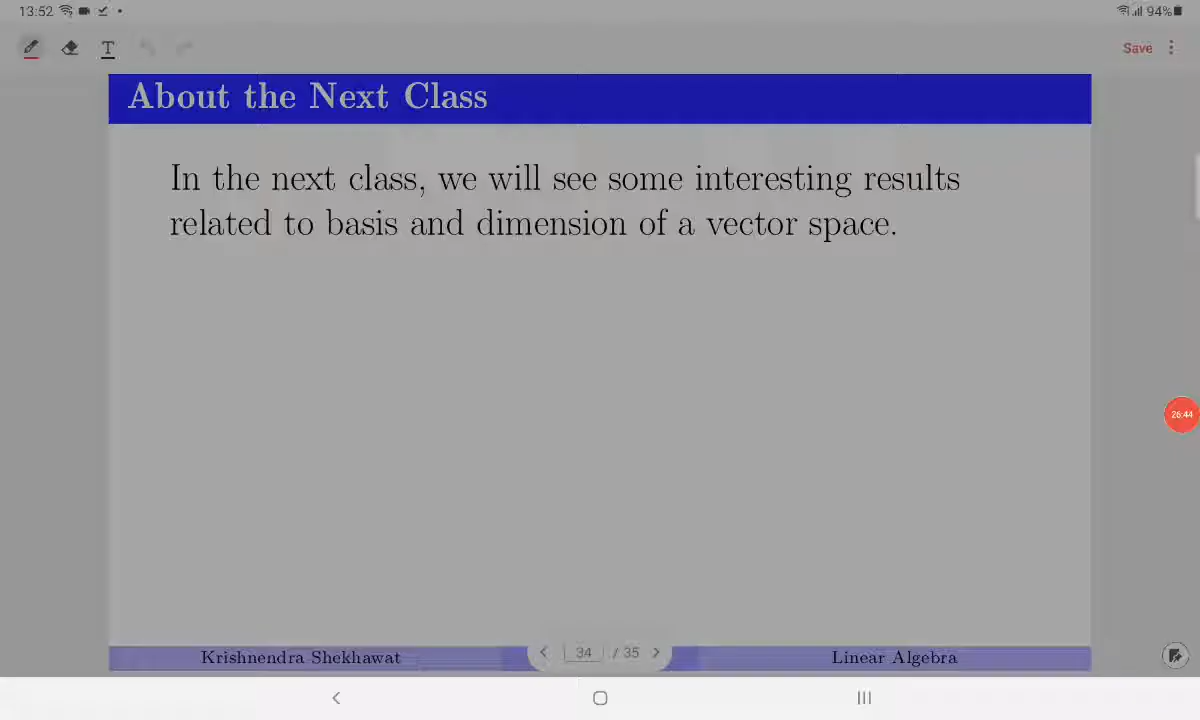 13:52
94%
T
Save
About the Next Class
In the next class, we will see some interesting results
related to basis and dimension of a vector space.
26:44
Krishnendra Shekhawat
34 / 35
Linear Algebra